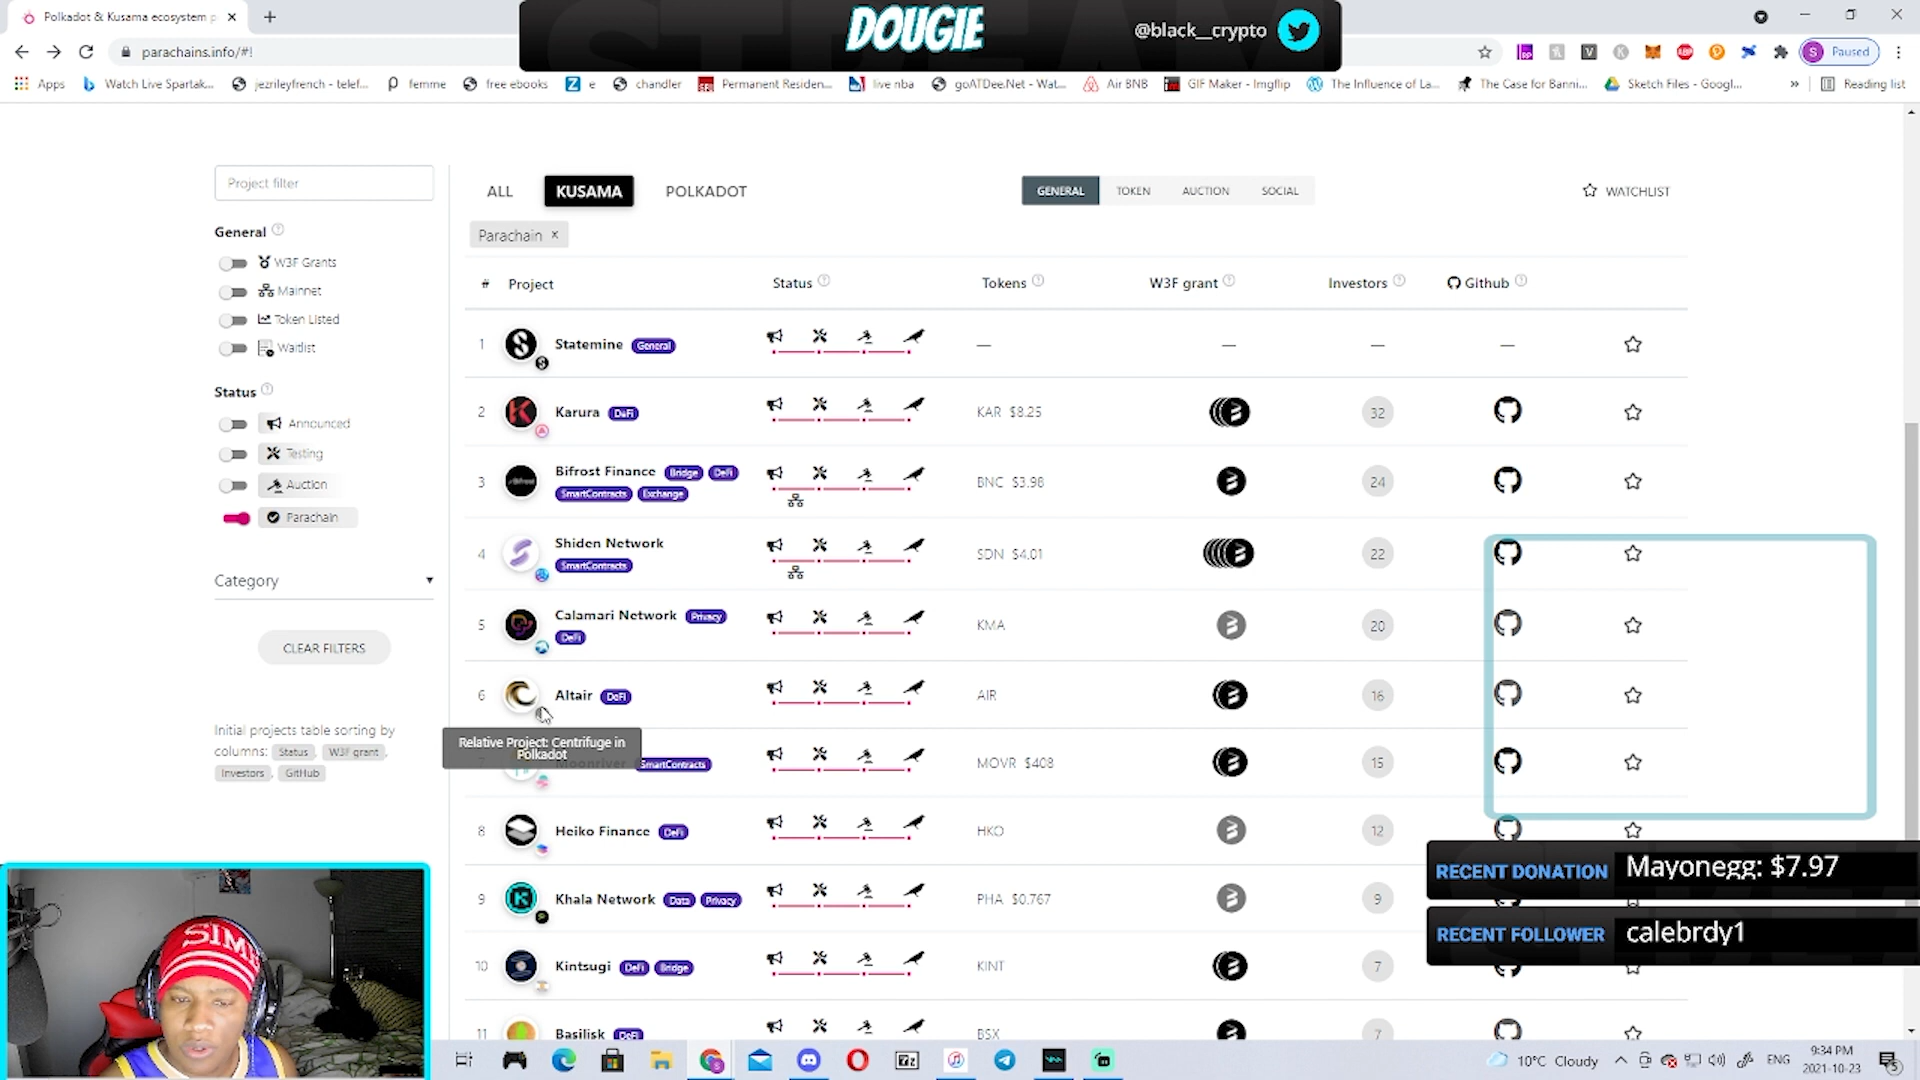 Polkadot & Kusama ecosystem p
DOUGIE
@black__crypto
parachains.info/#!
S Paused
Apps
Watch Live Spartak...
jezrileyfrench - telef...
femme
free ebooks
Z e
chandler
Permanent Residen...
live nba
goATDee.Net - Wat...
Air BNB
GIF Maker - Imgflip
The Influence of La...
The Case for Banni...
Sketch Files - Googl...
»
Reading list
Project filter
ALL
KUSAMA
POLKADOT
GENERAL
TOKEN
AUCTION
SOCIAL
WATCHLIST
Parachain ×
General
W3F Grants
Mainnet
Token Listed
Waitlist
Status
Announced
Testing
Auction
Parachain
Category
CLEAR FILTERS
Initial projects table sorting by
columns: Status, W3F grant,
Investors, GitHub
# Project Status Tokens W3F grant Investors Github
1 Statemine General — — — —
2 Karura DeFi KAR $8.25 32
3 Bifrost Finance Bridge DeFi
SmartContracts Exchange BNC $3.98 24
4 Shiden Network
SmartContracts SDN $4.01 22
5 Calamari Network Privacy
DeFi KMA 20
6 Altair DeFi AIR 16
Relative Project: Centrifuge in
Polkadot
7 Moonriver SmartContracts MOVR $408 15
8 Heiko Finance DeFi HKO 12
9 Khala Network Data Privacy PHA $0.767 9
10 Kintsugi DeFi Bridge KINT 7
11 Basilisk DeFi BSX 7
RECENT DONATION Mayonegg: $7.97
RECENT FOLLOWER calebrdy1
SIM
10°C Cloudy
ENG
9:34 PM
2021-10-23
5